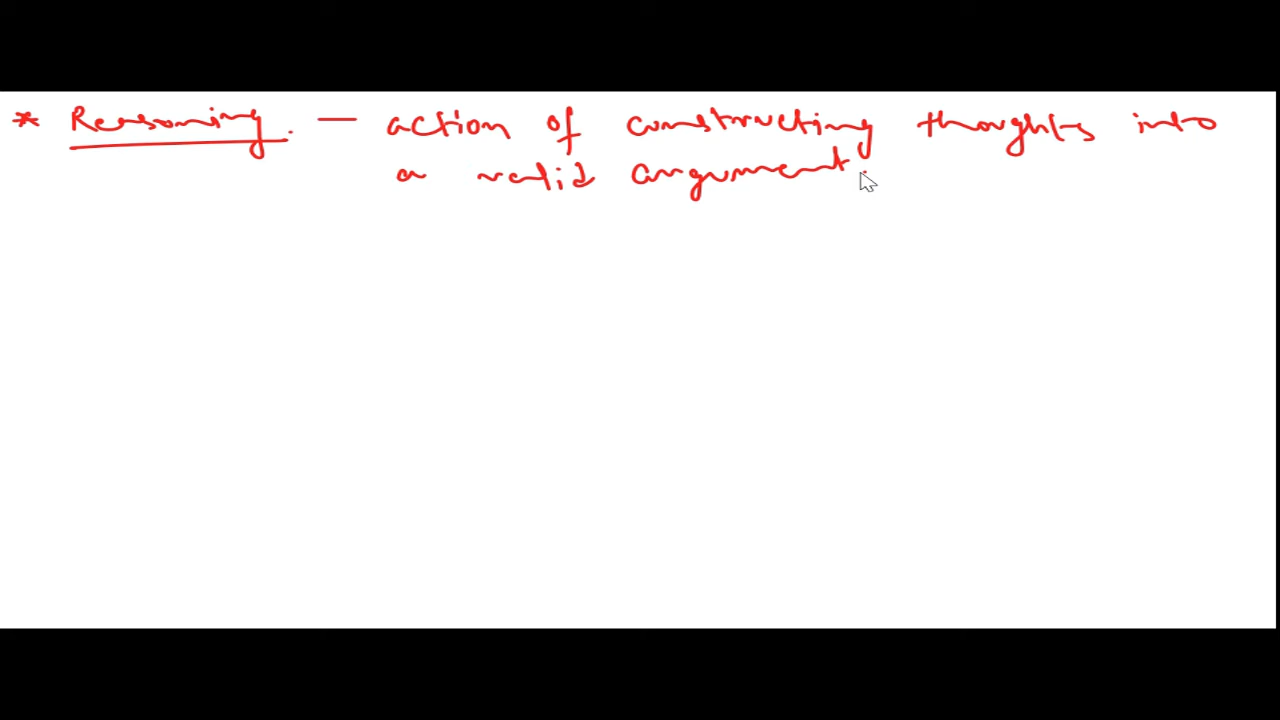 * Reasoning. — action of constructing thoughts into
a valid argument.